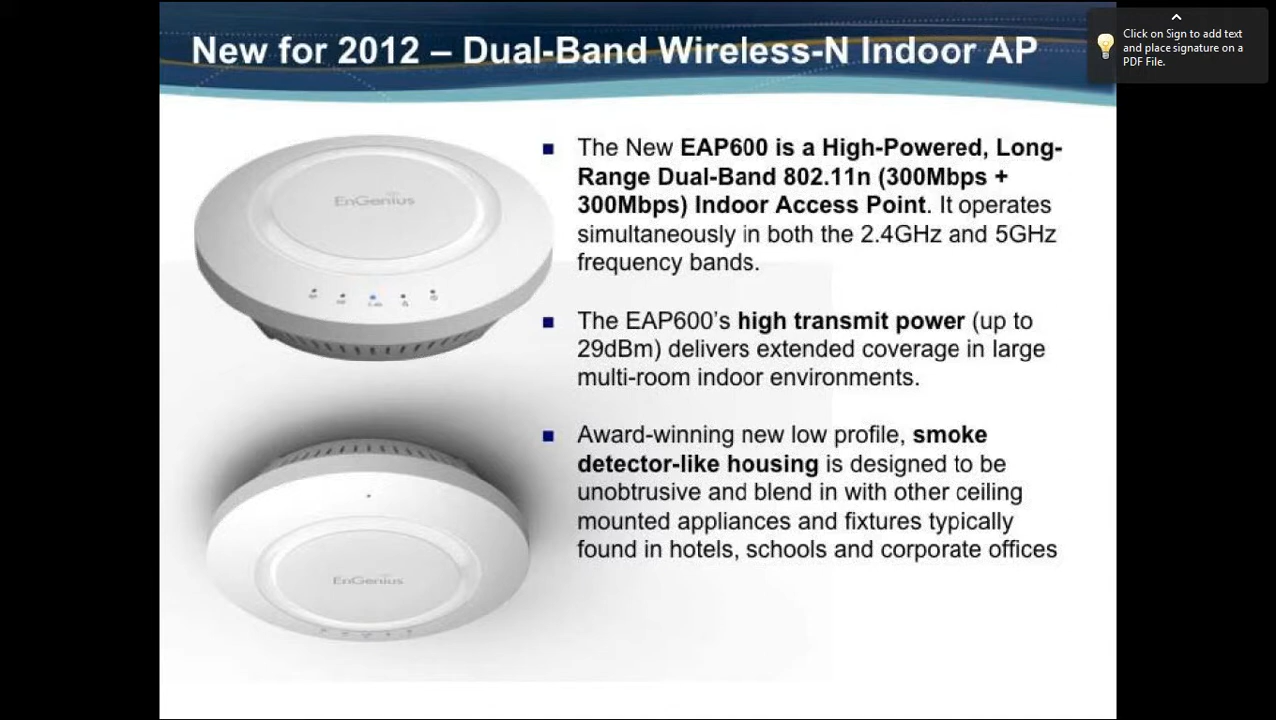 New for 2012 – Dual-Band Wireless-N Indoor AP
Click on Sign to add text
and place signature on a
PDF File.
The New EAP600 is a High-Powered, Long-
Range Dual-Band 802.11n (300Mbps +
300Mbps) Indoor Access Point. It operates
simultaneously in both the 2.4GHz and 5GHz
frequency bands.
The EAP600’s high transmit power (up to
29dBm) delivers extended coverage in large
multi-room indoor environments.
Award-winning new low profile, smoke
detector-like housing is designed to be
unobtrusive and blend in with other ceiling
mounted appliances and fixtures typically
found in hotels, schools and corporate offices
EnGenius
EnGenius